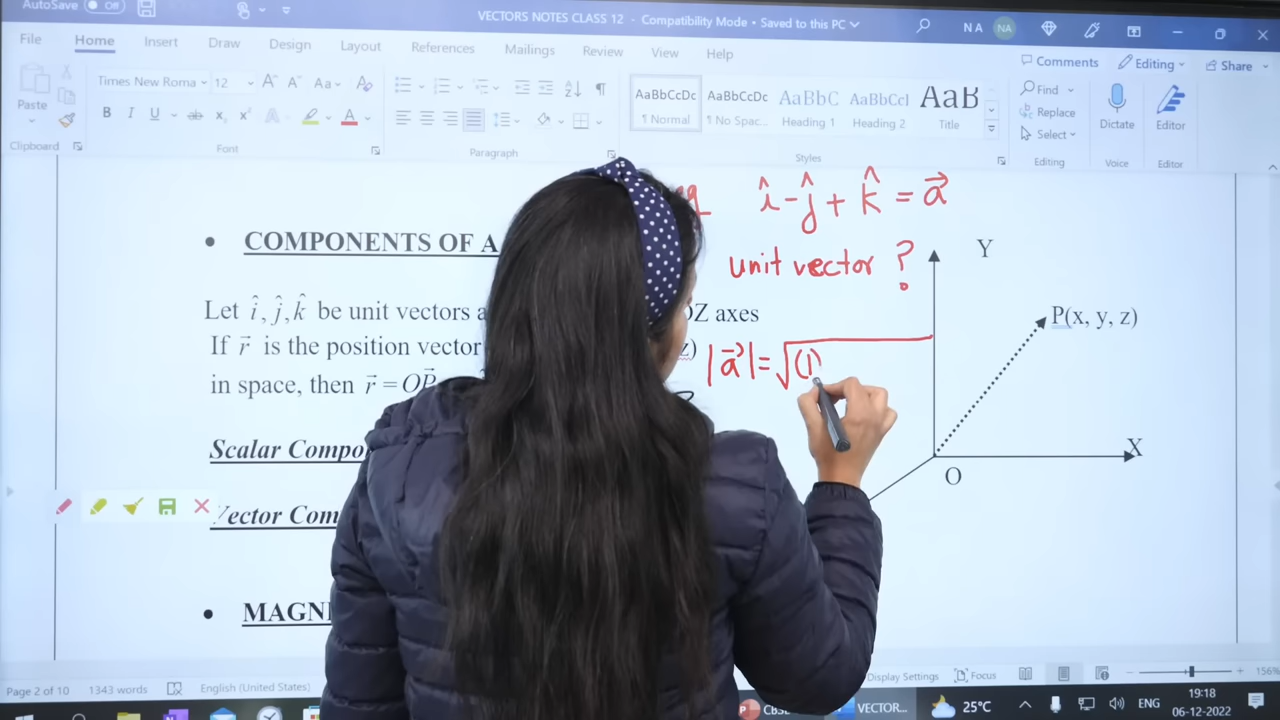 AutoSave Off
VECTORS NOTES CLASS 12 - Compatibility Mode • Saved to this PC
N A NA
File Home Insert Draw Design Layout References Mailings Review View Help
Comments Editing Share
Paste
Clipboard
Times New Roma 12
Font
Paragraph
AaBbCcDc AaBbCcDc AaBbC AaBbCcI AaB
¶ Normal ¶ No Spac... Heading 1 Heading 2 Title
Styles
Find
Replace
Select
Editing
Dictate
Voice
Editor
Editor
î - ĵ + k̂ = a⃗
unit vector ?
• COMPONENTS OF A
Y
Let î, ĵ, k̂ be unit vectors
OZ axes
P(x, y, z)
If r⃗ is the position vector
z)
|a⃗| = √(1)
in space, then r⃗ = OP⃗
Scalar Compo
X
O
Vector Com
• MAGN
Page 2 of 10 1343 words English (United States)
Display Settings Focus 156%
VECTOR...
25°C
ENG
19:18
06-12-2022